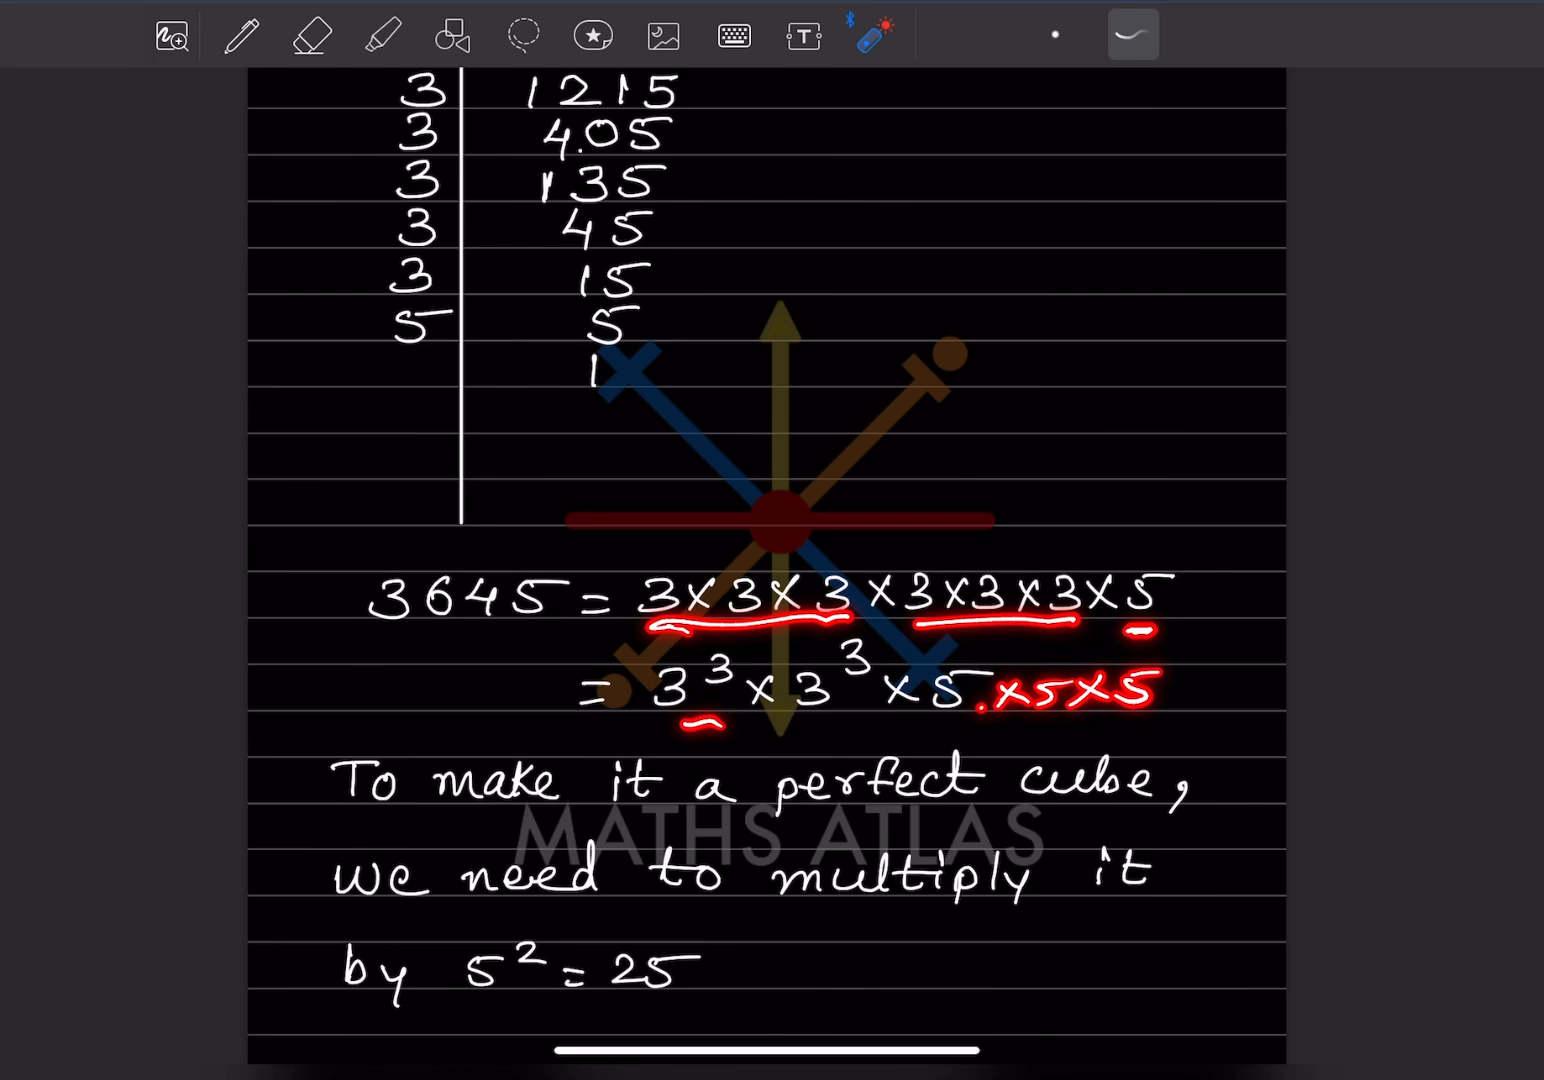 3 1215
3 405
3 135
3 45
3 15
5 5
1
3645 = 3×3×3×3×3×3×5
= 3³×3³×5.×5×5
To make it a perfect cube,
MATHS ATLAS
we need to multiply it
by 5² = 25